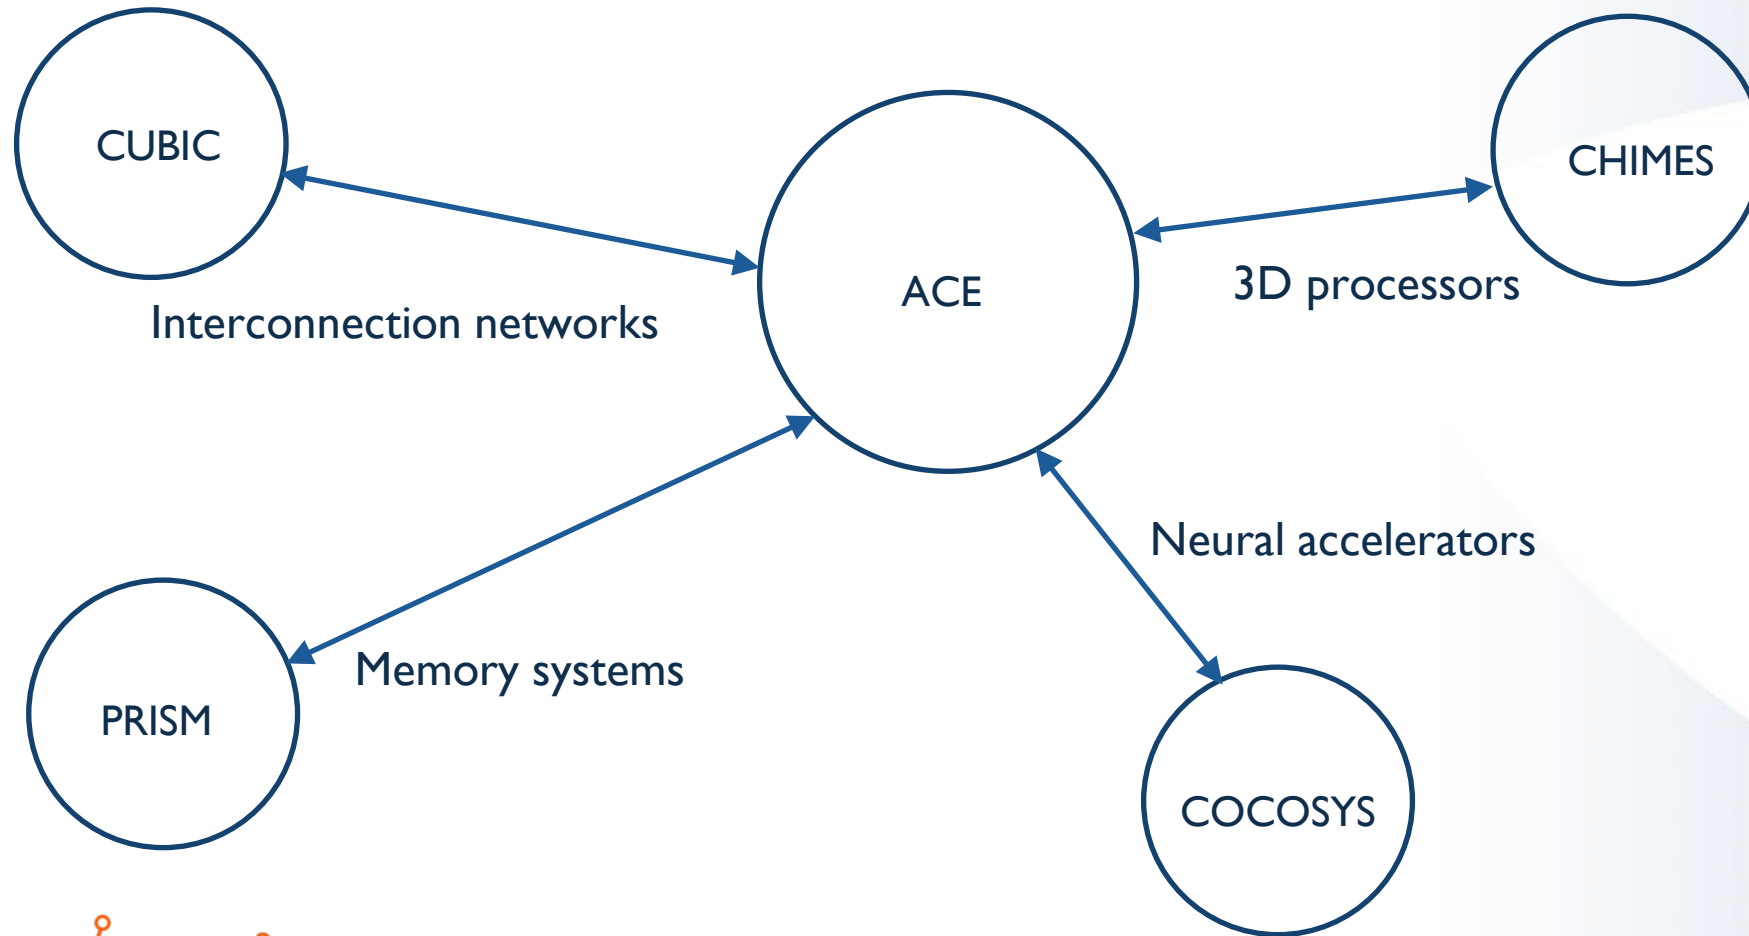 CUBIC
CHIMES
ACE
3D processors
Interconnection networks
Neural accelerators
Memory systems
PRISM
COCOSYS